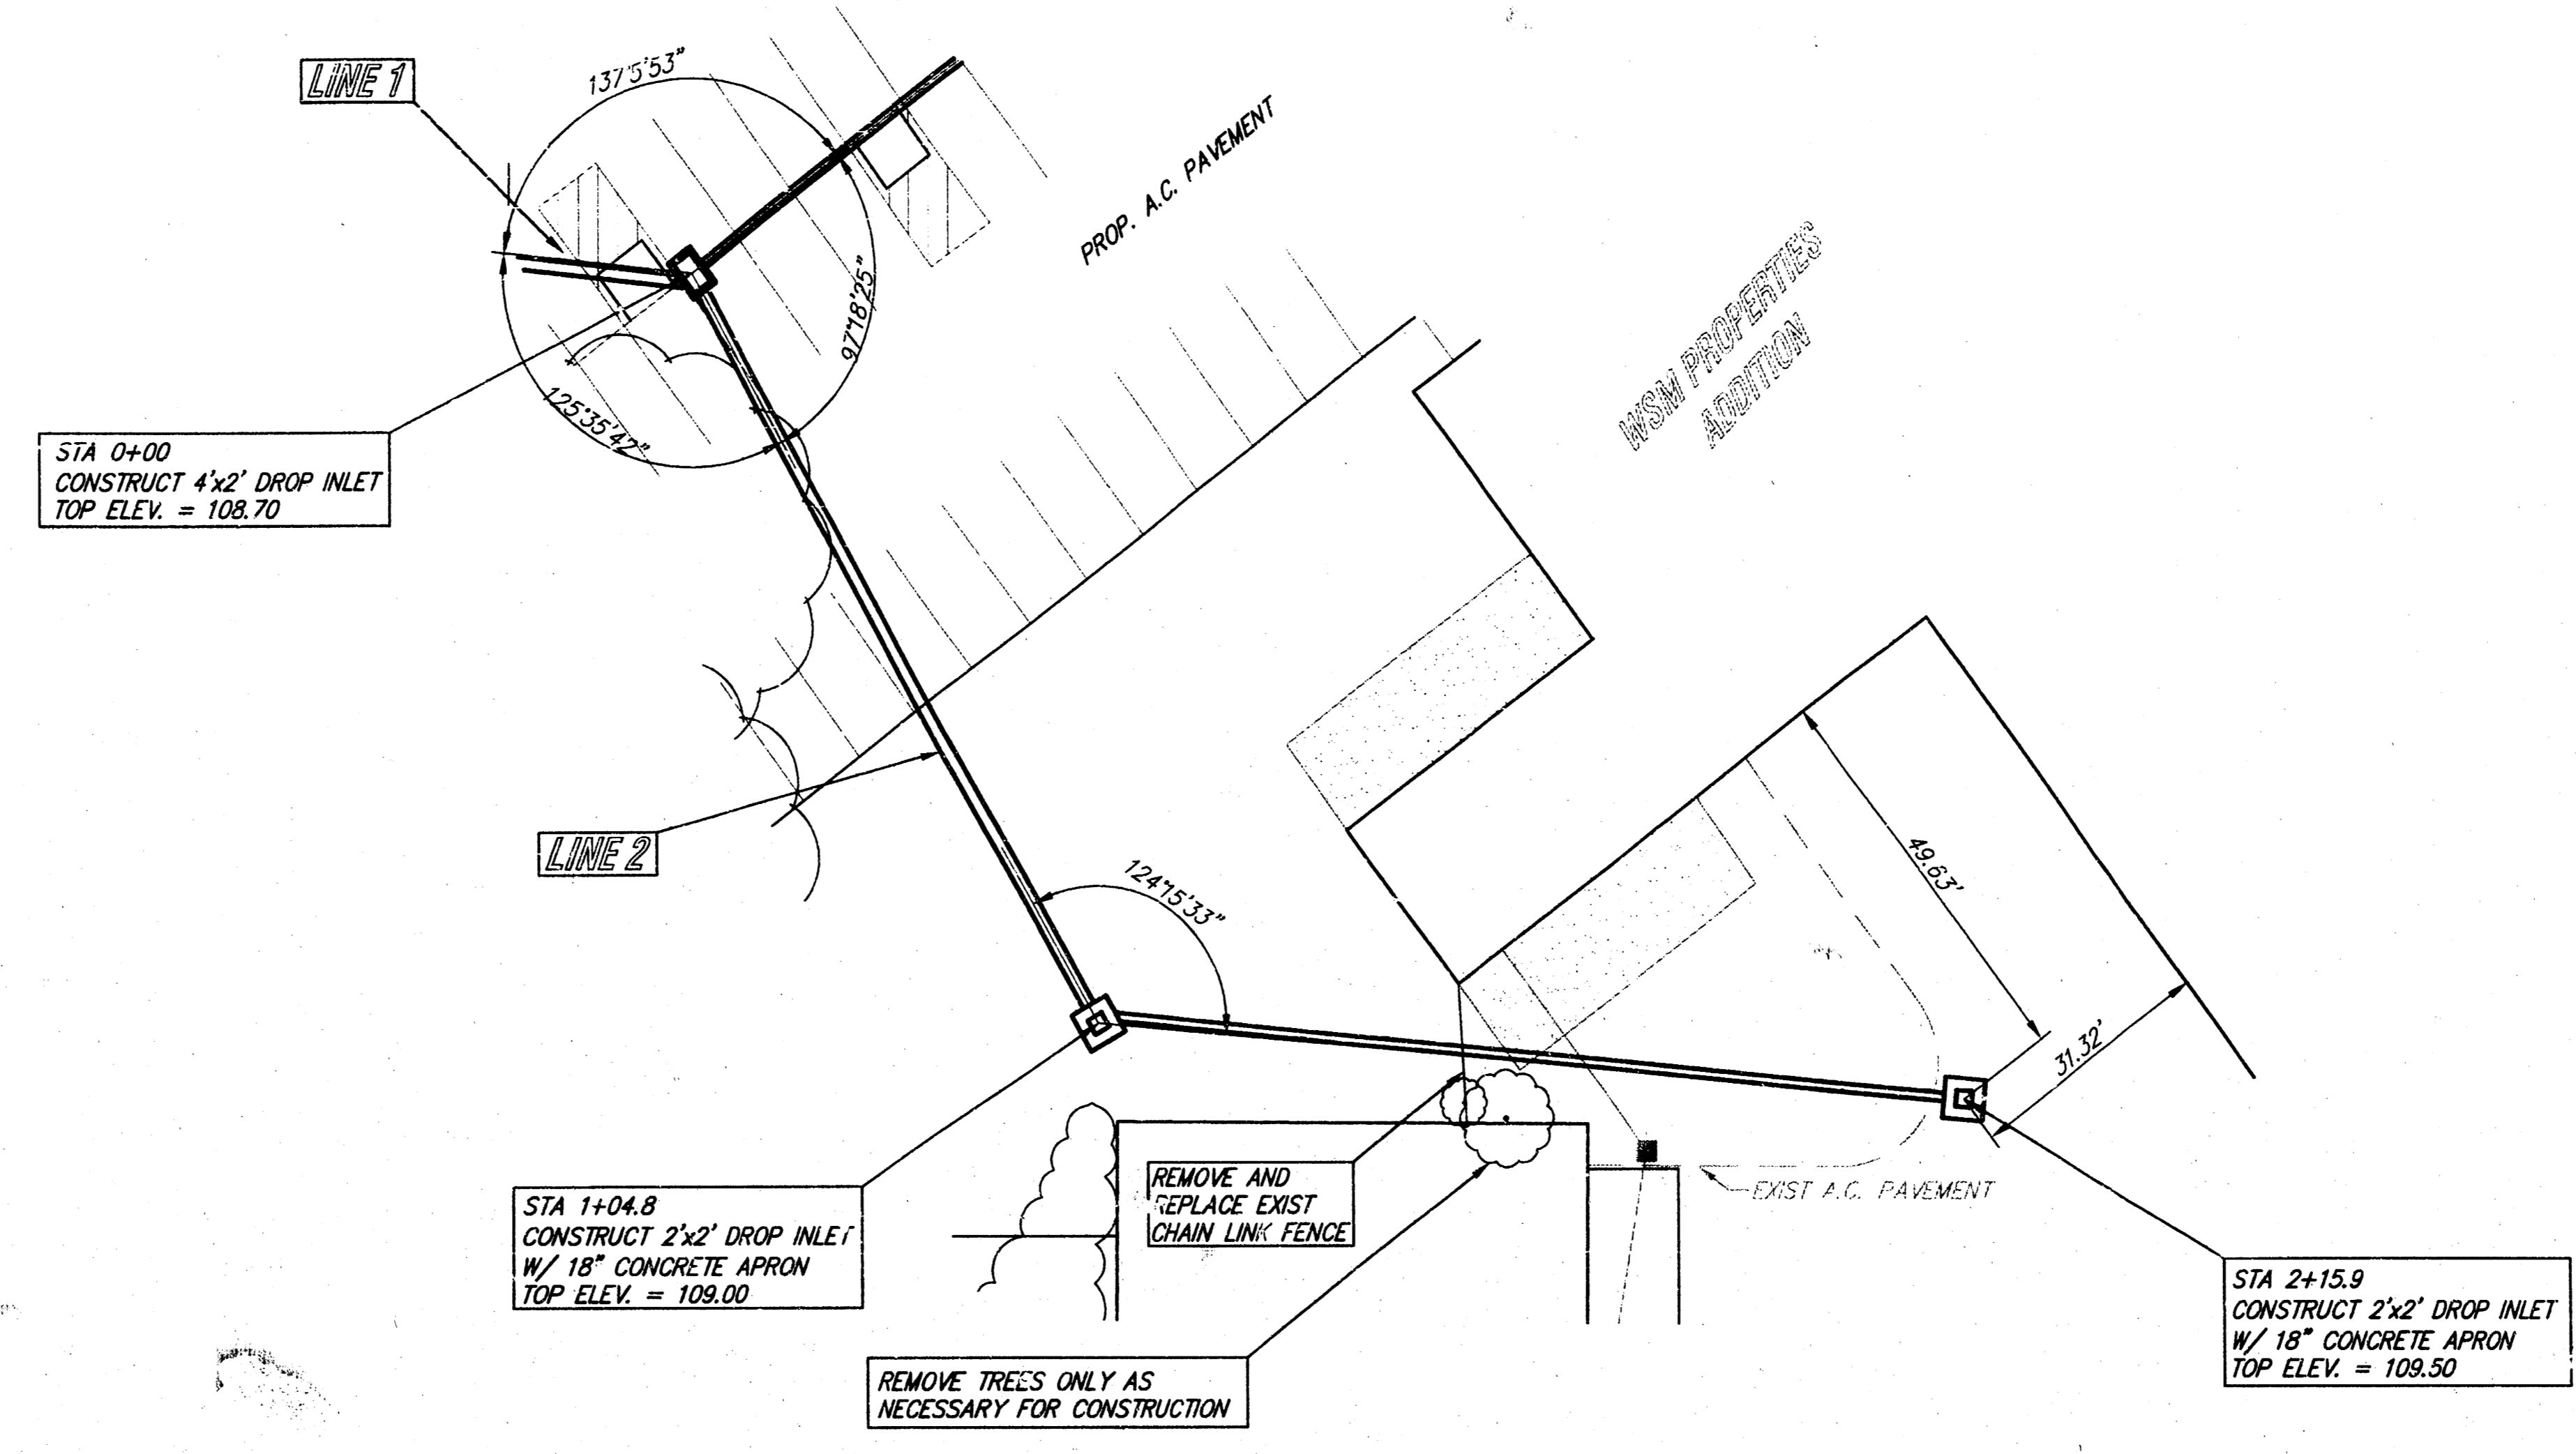 LINE 1
137°5'53"
PROP. A.C. PAVEMENT
WSM PROPERTIES
ADDITION
97°18'25"
125°35'42"
STA 0+00
CONSTRUCT 4'x2' DROP INLET
TOP ELEV. = 108.70
LINE 2
124°15'33"
49.63'
31.32'
STA 1+04.8
CONSTRUCT 2'x2' DROP INLET
W/ 18" CONCRETE APRON
TOP ELEV. = 109.00
REMOVE AND
REPLACE EXIST
CHAIN LINK FENCE
EXIST A.C. PAVEMENT
STA 2+15.9
CONSTRUCT 2'x2' DROP INLET
W/ 18" CONCRETE APRON
TOP ELEV. = 109.50
REMOVE TREES ONLY AS
NECESSARY FOR CONSTRUCTION